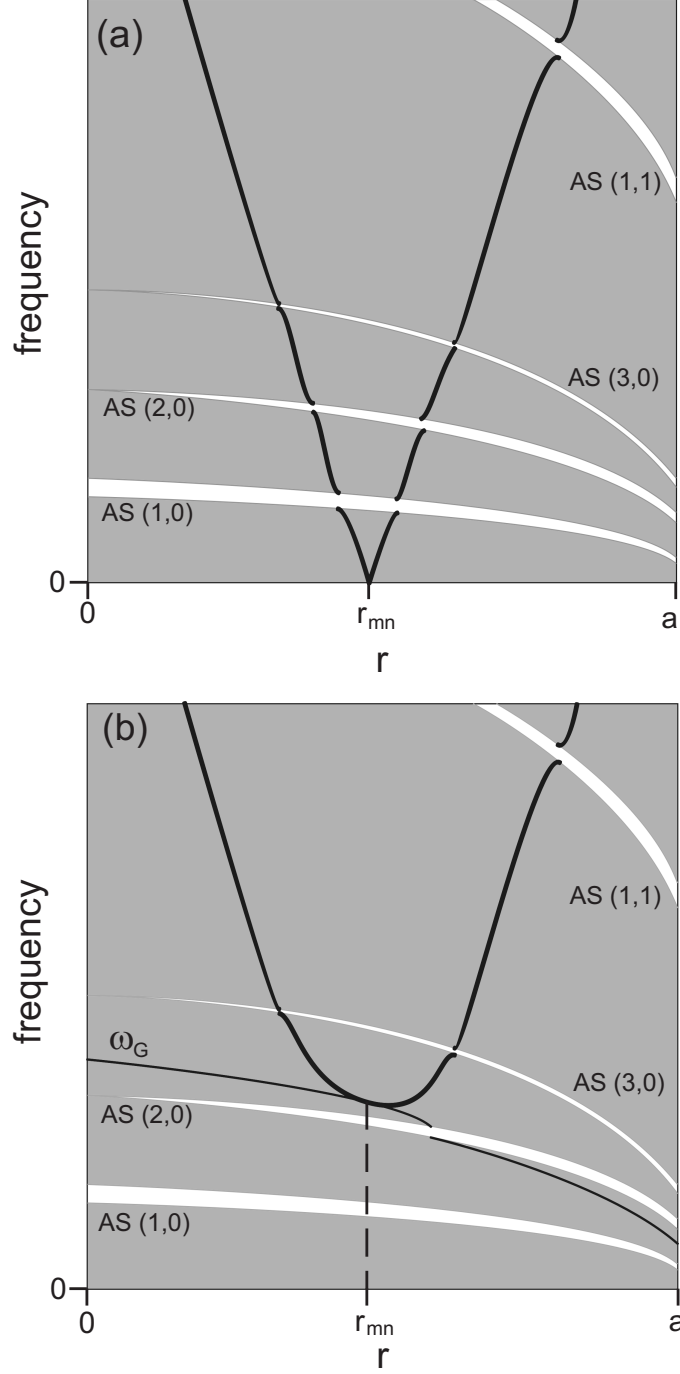 (a)
frequency
AS (1,1)
AS (3,0)
AS (2,0)
AS (1,0)
0
0
r_mn
a
r
(b)
frequency
AS (1,1)
ω_G
AS (3,0)
AS (2,0)
AS (1,0)
0
0
r_mn
a
r